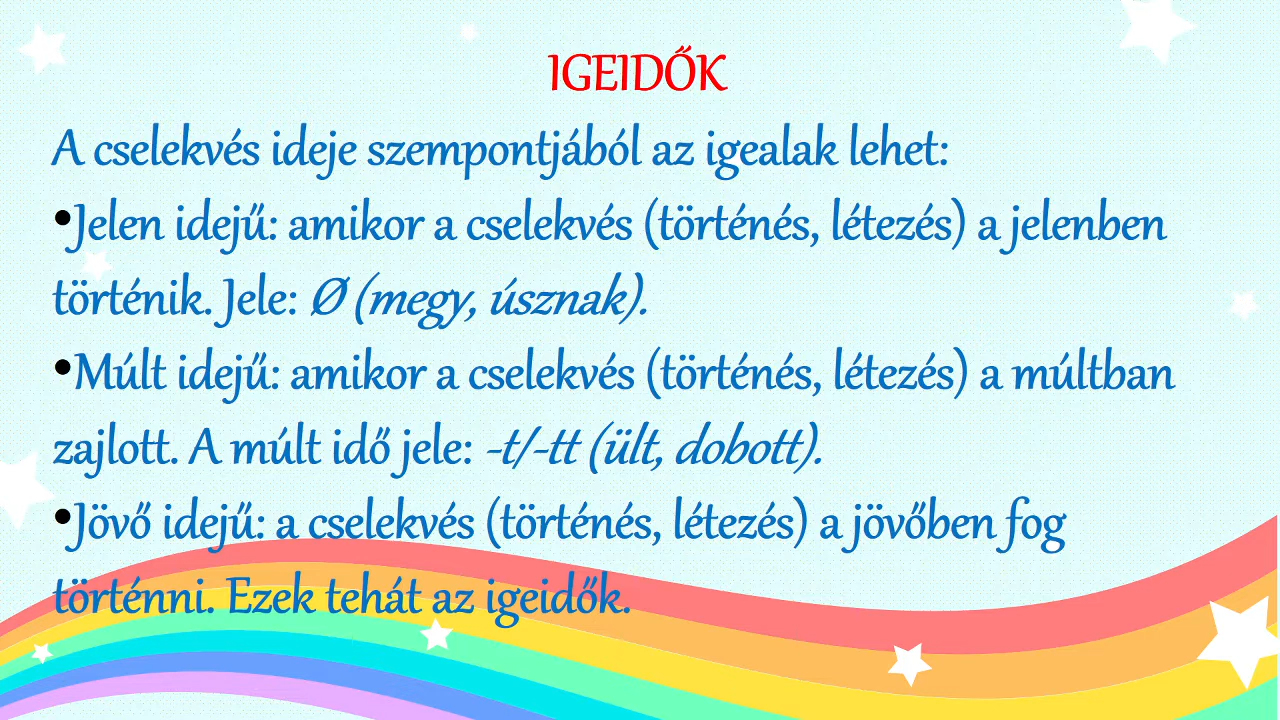 IGEIDŐK
A cselekvés ideje szempontjából az igealak lehet:
•Jelen idejű: amikor a cselekvés (történés, létezés) a jelenben
történik. Jele: Ø (megy, úsznak).
•Múlt idejű: amikor a cselekvés (történés, létezés) a múltban
zajlott. A múlt idő jele: -t/-tt (ült, dobott).
•Jövő idejű: a cselekvés (történés, létezés) a jövőben fog
történni. Ezek tehát az igeidők.